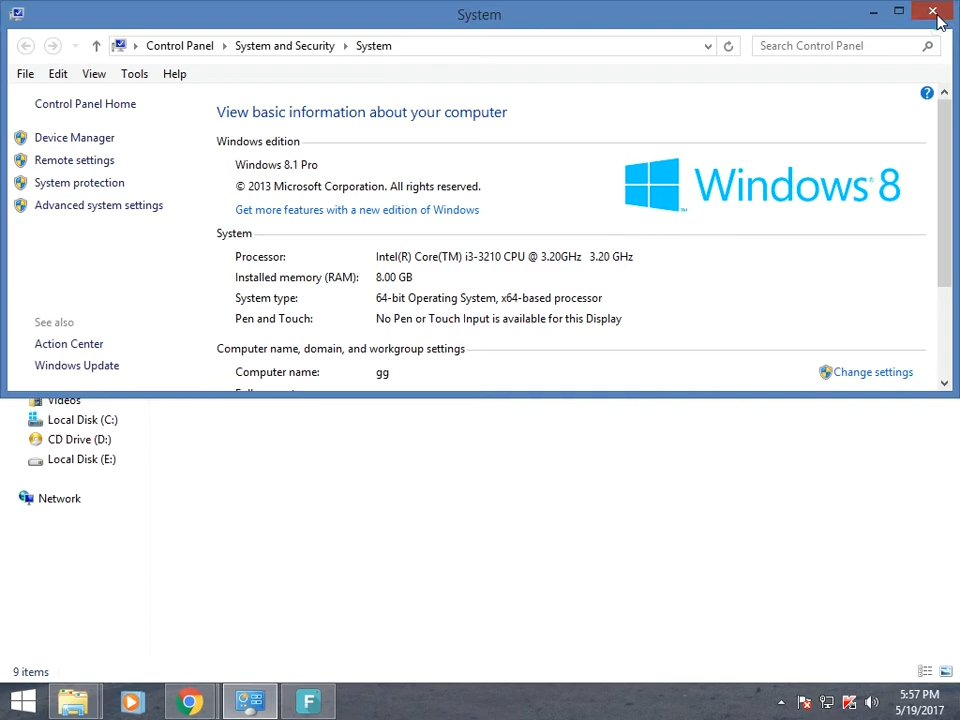 System
Control Panel System and Security System
Search Control Panel
File Edit View Tools Help
Control Panel Home
Device Manager
Remote settings
System protection
Advanced system settings
See also
Action Center
Windows Update
View basic information about your computer
Windows edition
Windows 8.1 Pro
© 2013 Microsoft Corporation. All rights reserved.
Get more features with a new edition of Windows
Windows® 8
System
Processor: Intel(R) Core(TM) i3-3210 CPU @ 3.20GHz 3.20 GHz
Installed memory (RAM): 8.00 GB
System type: 64-bit Operating System, x64-based processor
Pen and Touch: No Pen or Touch Input is available for this Display
Computer name, domain, and workgroup settings
Computer name: gg
Change settings
Videos
Local Disk (C:)
CD Drive (D:)
Local Disk (E:)
Network
9 items
F
5:57 PM
5/19/2017